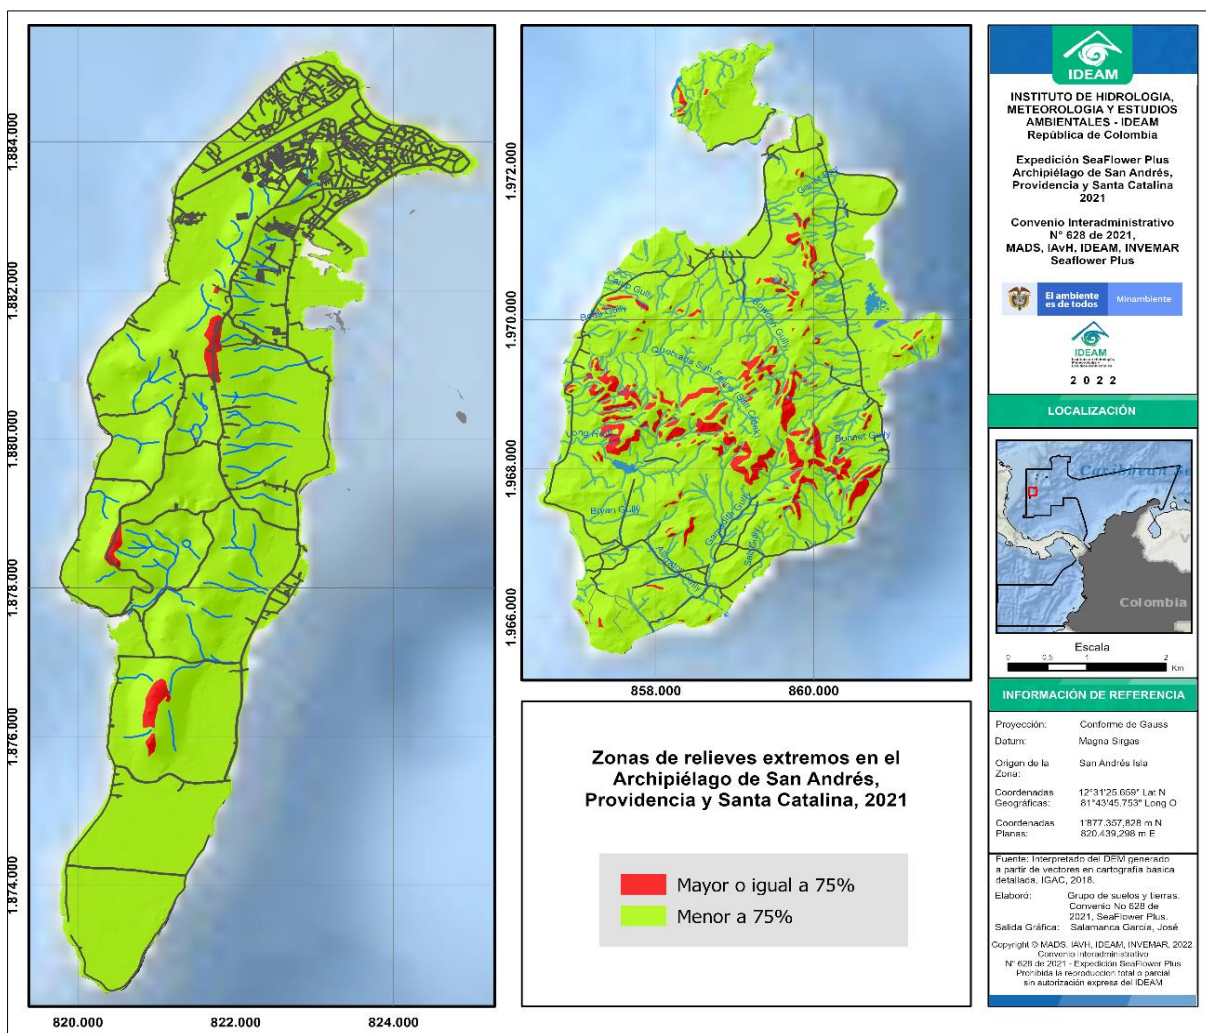 1.884.000
1.882.000
1.880.000
1.878.000
1.876.000
1.874.000
820.000
822.000
824.000
1.972.000
1.970.000
1.968.000
1.966.000
858.000
860.000
Camp Gully
Bowden Gully
Quebrada San Felipe (Gun Creek)
Bonnet Gully
Bryan Gully
Salt Gully
Zonas de relieves extremos en el
Archipiélago de San Andrés,
Providencia y Santa Catalina, 2021
Mayor o igual a 75%
Menor a 75%
IDEAM
INSTITUTO DE HIDROLOGIA,
METEOROLOGIA Y ESTUDIOS
AMBIENTALES - IDEAM
República de Colombia
Expedición SeaFlower Plus
Archipiélago de San Andrés,
Providencia y Santa Catalina
2021
Convenio Interadministrativo
N° 628 de 2021,
MADS, IAvH, IDEAM, INVEMAR
Seaflower Plus
El ambiente
es de todos
Minambiente
IDEAM
2 0 2 2
LOCALIZACIÓN
Caribbean Se
Colombia
Escala
0 0,5 1 2
Km
INFORMACIÓN DE REFERENCIA
Proyección: Conforme de Gauss
Datum: Magna Sirgas
Origen de la San Andrés Isla
Zona:
Coordenadas 12°31'25.659" Lat N
Geográficas: 81°43'45.753" Long O
Coordenadas 1'877.357,828 m N
Planas: 820.439,298 m E
Fuente: Interpretado del DEM generado
a partir de vectores en cartografía básica
detallada. IGAC, 2018.
Elaboró: Grupo de suelos y tierras.
Convenio No 628 de
2021, SeaFlower Plus.
Salida Gráfica: Salamanca García, José
Copyright © MADS, IAVH, IDEAM, INVEMAR, 2022.
Convenio interadministrativo
N° 628 de 2021 - Expedición SeaFlower Plus
Prohibida la reproduccion total o parcial
sin autorización expresa del IDEAM